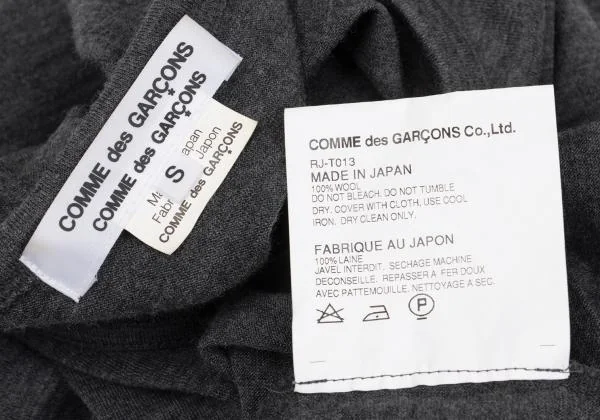 COMME des GARÇONS
COMME des GARÇONS
S
apan
Japon
COMME des GARÇONS
COMME des GARÇONS Co.,Ltd.
RJ-T013
MADE IN JAPAN
100% WOOL
DO NOT BLEACH. DO NOT TUMBLE
DRY. COVER WITH CLOTH, USE COOL
IRON. DRY CLEAN ONLY.
FABRIQUE AU JAPON
100% LAINE
JAVEL INTERDIT. SECHAGE MACHINE
DECONSEILLE. REPASSER A FER DOUX
AVEC PATTEMOUILLE. NETTOYAGE A SEC.
P